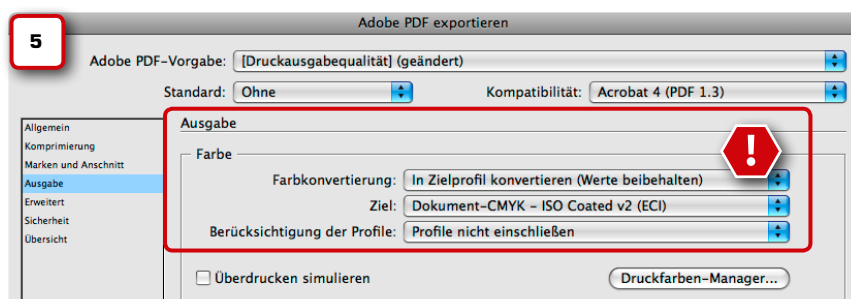 Adobe PDF exportieren
5
Adobe PDF-Vorgabe: [Druckausgabequalität] (geändert)
Standard: Ohne Kompatibilität: Acrobat 4 (PDF 1.3)
Allgemein
Komprimierung
Marken und Anschnitt
Ausgabe
Erweitert
Sicherheit
Übersicht
Ausgabe
Farbe
!
Farbkonvertierung: In Zielprofil konvertieren (Werte beibehalten)
Ziel: Dokument-CMYK – ISO Coated v2 (ECI)
Berücksichtigung der Profile: Profile nicht einschließen
Überdrucken simulieren Druckfarben-Manager...